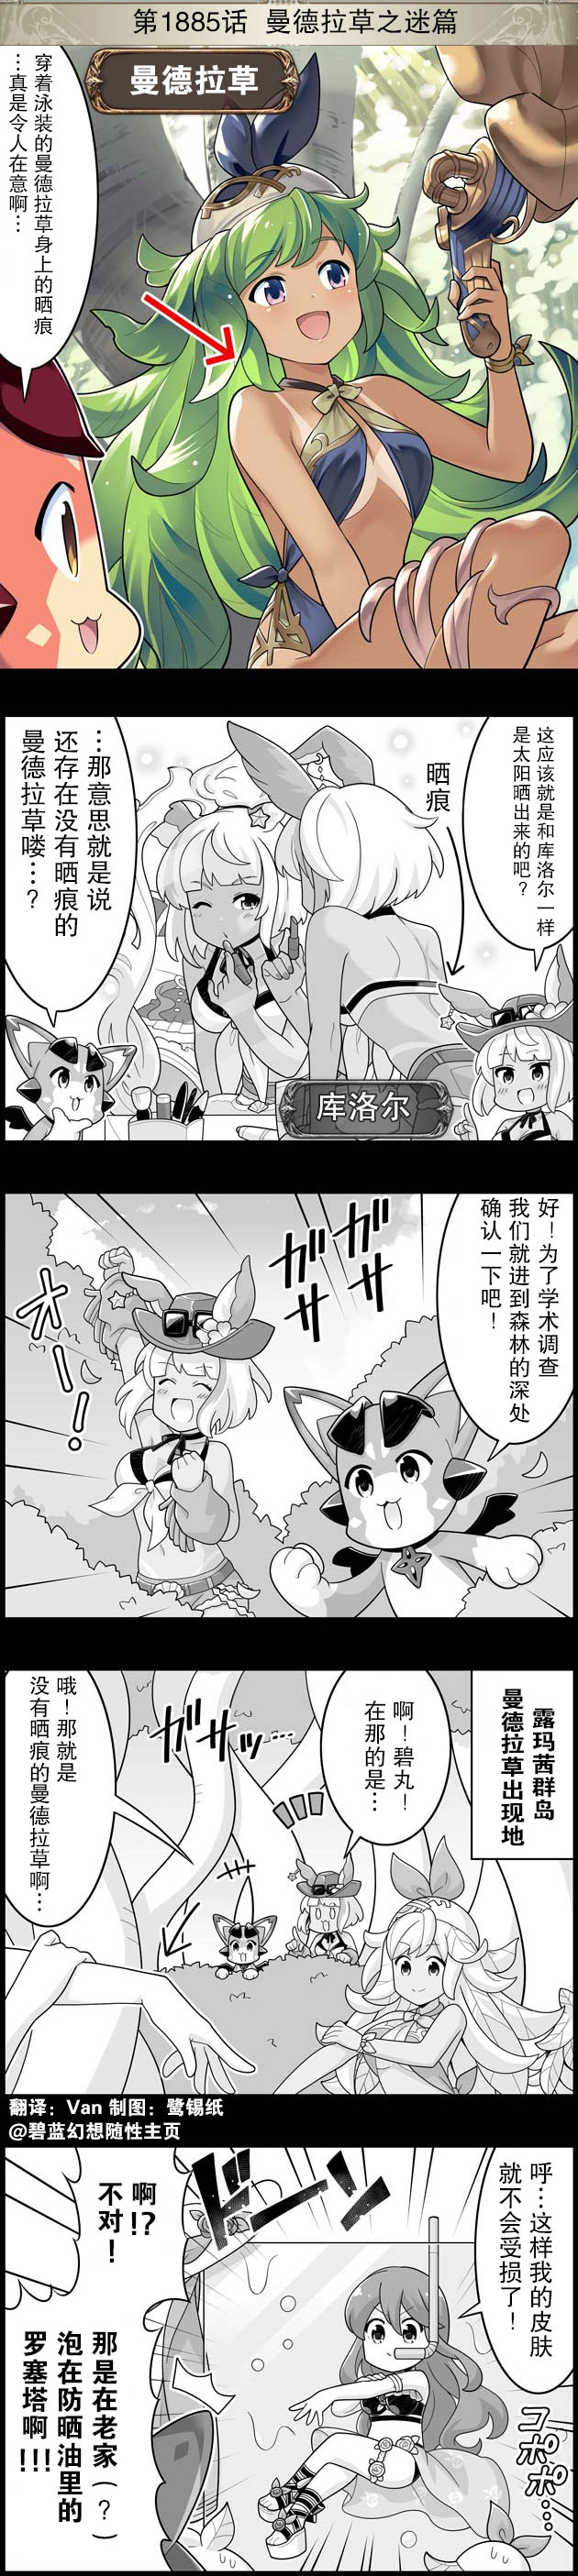 第1885话 曼德拉草之迷篇
曼德拉草
穿着泳装的曼德拉草身上的晒痕
…真是令人在意啊…
这应该就是和库洛尔一样
是太阳晒出来的吧？
晒痕
…那意思就是说
还存在没有晒痕的
曼德拉草喽…？
库洛尔
好！为了学术调查
我们就进到森林的深处
确认一下吧！
ガサ
ガサ
オーー！
露玛茜群岛
曼德拉草出现地
啊！碧丸！
在那的是…
ガサッ…
哦！那就是
没有晒痕的曼德拉草啊…
翻译：Van 制图：鹭锡纸
@碧蓝幻想随性主页
呼…这样我的皮肤
就不会受损了！
ドーン
コポポ…
啊!?
不对！
那是在老家（？）
泡在防晒油里的
罗塞塔啊!!!